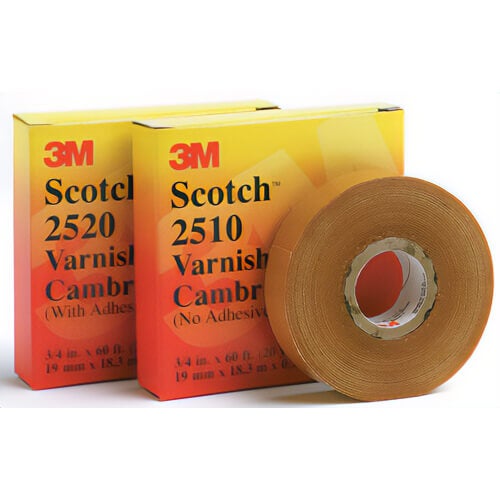 3M
Scotch
2520
Varnish
Cambr
(With Adhes
3/4 in. x 60 ft.
19 mm x 18.3 m
3M
Scotch™
2510
Varnish
Cambr
(No Adhesive
3/4 in. x 60 ft. (20
19 mm x 18.3 m x